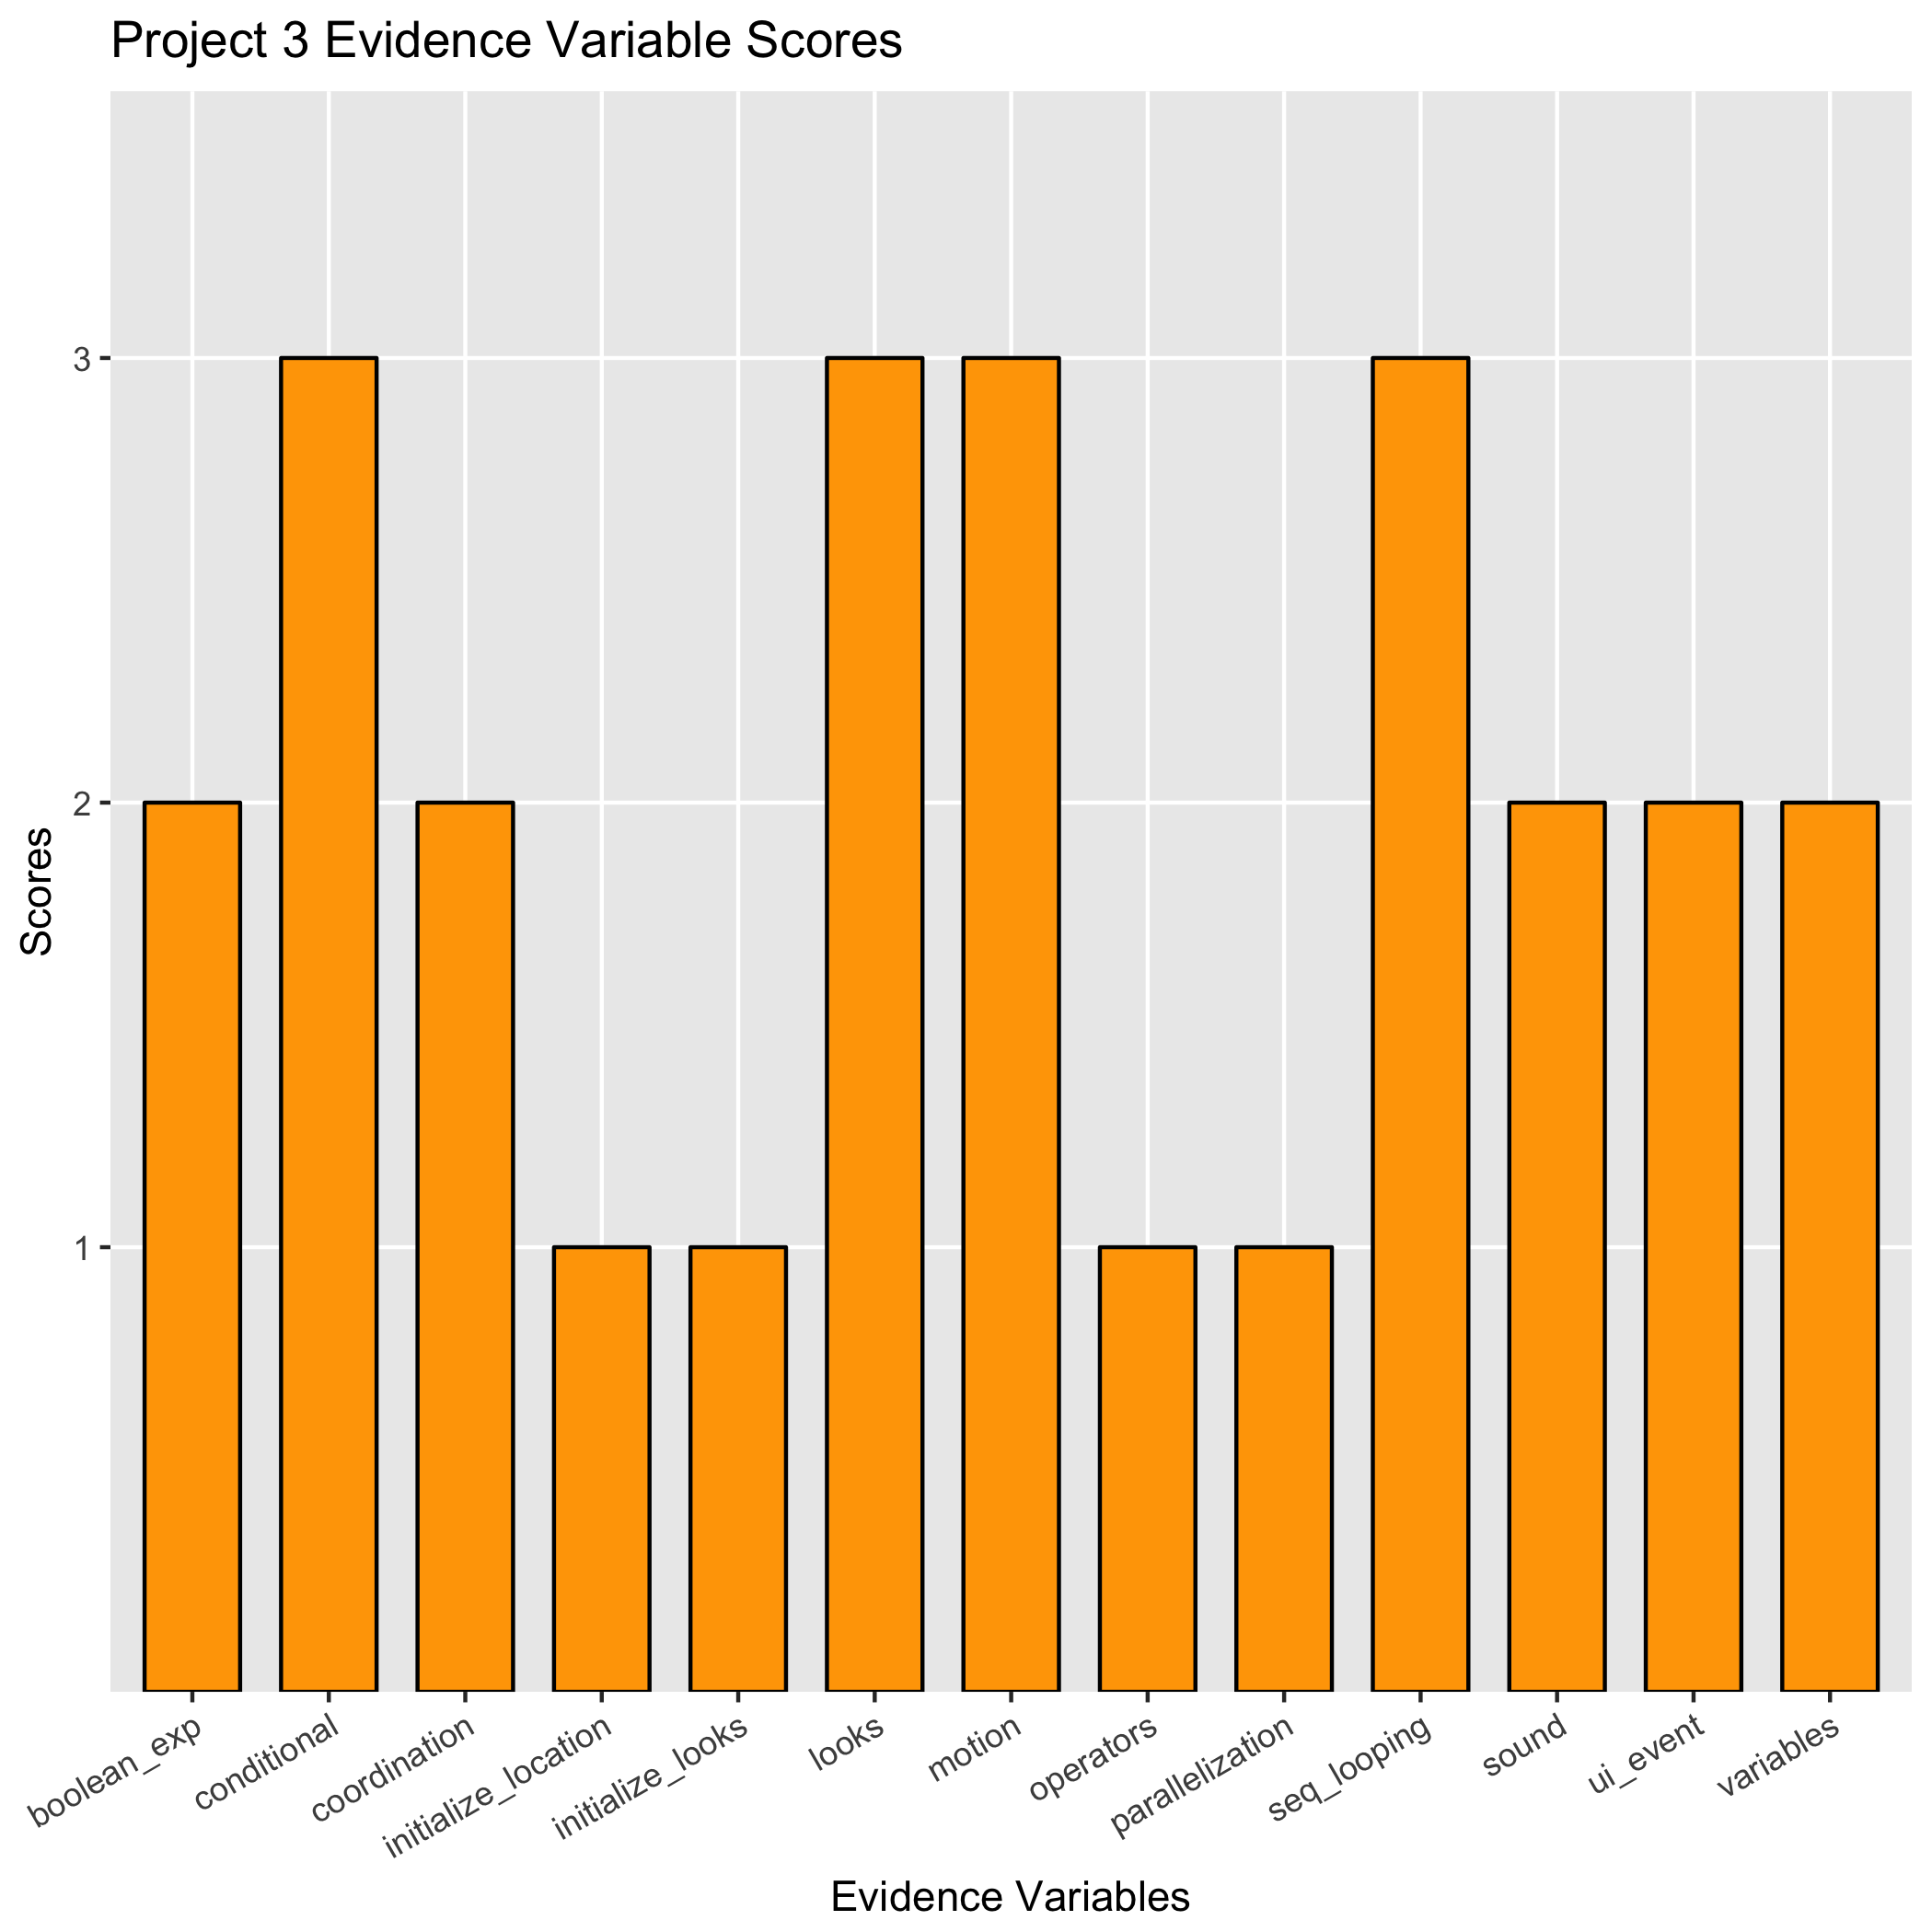 Project 3 Evidence Variable Scores
Scores
3
2
1
boolean_exp
conditional
coordination
initialize_location
initialize_looks
looks
motion
operators
parallelization
seq_looping
sound
ui_event
variables
Evidence Variables